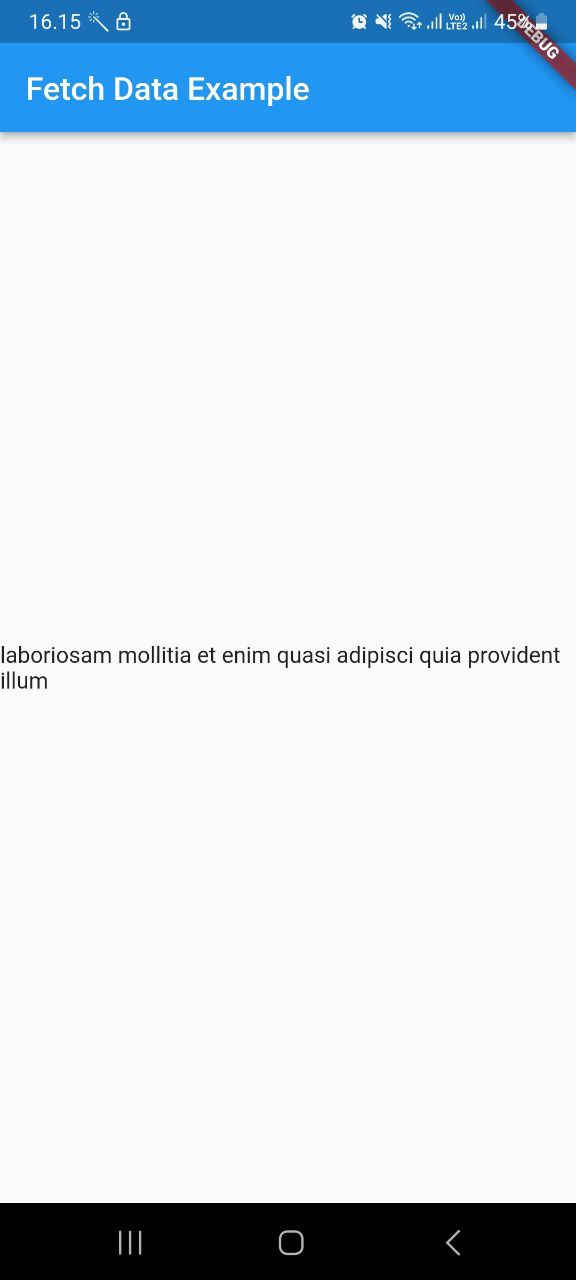 16.15
Vo))
LTE2
45%
DEBUG
Fetch Data Example
laboriosam mollitia et enim quasi adipisci quia provident
illum